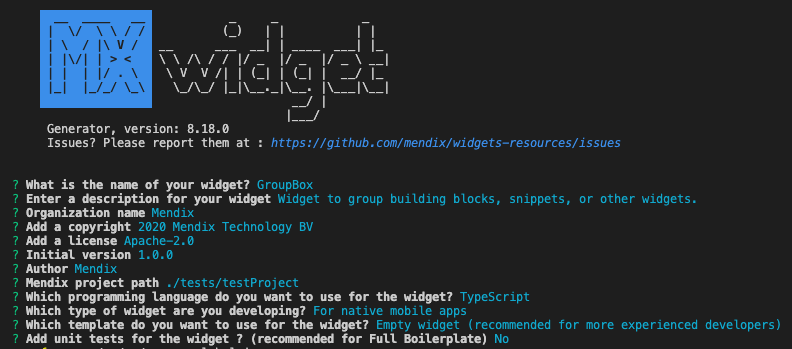 MX widget
Generator, version: 8.18.0
Issues? Please report them at : https://github.com/mendix/widgets-resources/issues
? What is the name of your widget? GroupBox
? Enter a description for your widget Widget to group building blocks, snippets, or other widgets.
? Organization name Mendix
? Add a copyright 2020 Mendix Technology BV
? Add a license Apache-2.0
? Initial version 1.0.0
? Author Mendix
? Mendix project path ./tests/testProject
? Which programming language do you want to use for the widget? TypeScript
? Which type of widget are you developing? For native mobile apps
? Which template do you want to use for the widget? Empty widget (recommended for more experienced developers)
? Add unit tests for the widget ? (recommended for Full Boilerplate) No